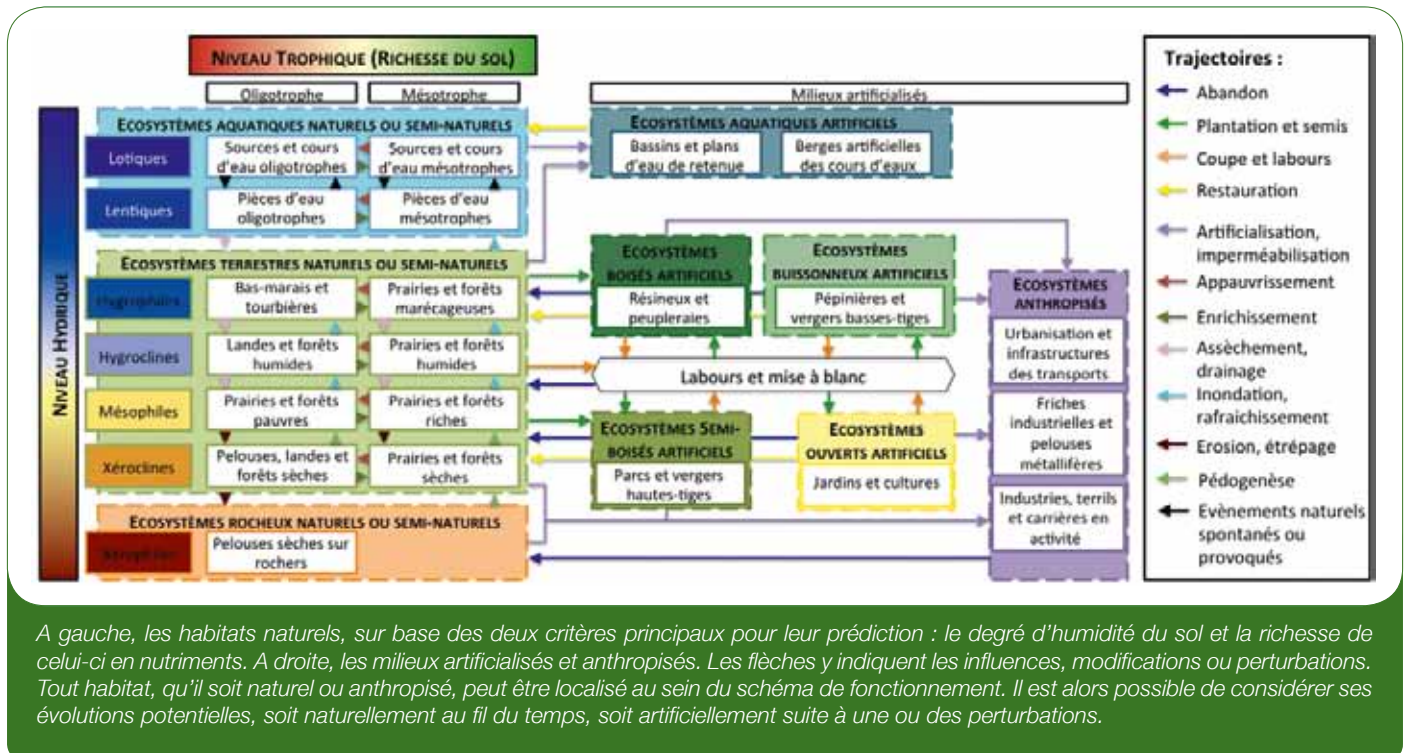 NIVEAU TROPHIQUE (RICHESSE DU SOL)
Oligotrophe
Mésotrophe
Milieux artificialisés
NIVEAU HYDRIQUE
ECOSYSTÈMES AQUATIQUES NATURELS OU SEMI-NATURELS
Lotiques
Sources et cours
d'eau oligotrophes
Sources et cours
d'eau mésotrophes
Lentiques
Pièces d'eau
oligotrophes
Pièces d'eau
mésotrophes
ECOSYSTÈMES AQUATIQUES ARTIFICIELS
Bassins et plans
d'eau de retenue
Berges artificielles
des cours d'eaux
ECOSYSTÈMES TERRESTRES NATURELS OU SEMI-NATURELS
Bas-marais et
tourbières
Prairies et forêts
marécageuses
Hygroclines
Landes et forêts
humides
Prairies et forêts
humides
Mésophiles
Prairies et forêts
pauvres
Prairies et forêts
riches
Xéroclines
Pelouses, landes et
forêts sèches
Prairies et forêts
sèches
ECOSYSTÈMES ROCHEUX NATURELS OU SEMI-NATURELS
Pelouses sèches sur
rochers
ECOSYSTÈMES
BOISÉS ARTIFICIELS
Résineux et
peupleraies
ECOSYSTÈMES
BUISSONNEUX ARTIFICIELS
Pépinières et
vergers basses-tiges
Labours et mise à blanc
ECOSYSTÈMES SEMI-
BOISÉS ARTIFICIELS
Parcs et vergers
hautes-tiges
ECOSYSTÈMES
OUVERTS ARTIFICIELS
Jardins et cultures
ECOSYSTÈMES
ANTHROPISÉS
Urbanisation et
infrastructures
des transports
Friches
industrielles et
pelouses
métallifères
Industries, terrils
et carrières en
activité
Trajectoires :
Abandon
Plantation et semis
Coupe et labours
Restauration
Artificialisation,
imperméabilisation
Appauvrissement
Enrichissement
Assèchement,
drainage
Inondation,
rafraichissement
Erosion, étrépage
Pédogenèse
Evènements naturels
spontanés ou
provoqués
A gauche, les habitats naturels, sur base des deux critères principaux pour leur prédiction : le degré d'humidité du sol et la richesse de
celui-ci en nutriments. A droite, les milieux artificialisés et anthropisés. Les flèches y indiquent les influences, modifications ou perturbations.
Tout habitat, qu'il soit naturel ou anthropisé, peut être localisé au sein du schéma de fonctionnement. Il est alors possible de considérer ses
évolutions potentielles, soit naturellement au fil du temps, soit artificiellement suite à une ou des perturbations.